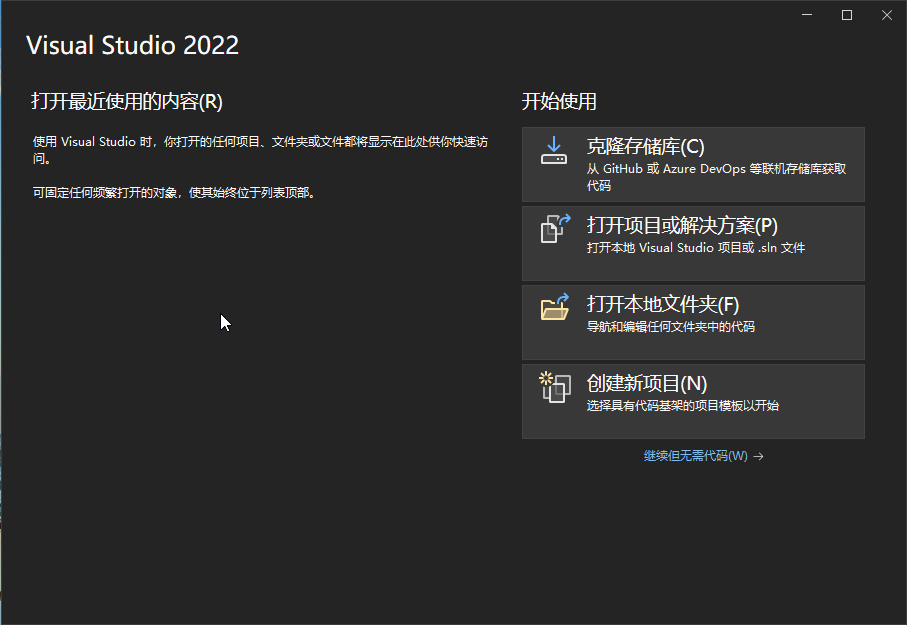 Visual Studio 2022
打开最近使用的内容(R)
使用 Visual Studio 时，你打开的任何项目、文件夹或文件都将显示在此处供你快速访
问。
可固定任何频繁打开的对象，使其始终位于列表顶部。
开始使用
克隆存储库(C)
从 GitHub 或 Azure DevOps 等联机存储库获取
代码
打开项目或解决方案(P)
打开本地 Visual Studio 项目或 .sln 文件
打开本地文件夹(F)
导航和编辑任何文件夹中的代码
创建新项目(N)
选择具有代码基架的项目模板以开始
继续但无需代码(W) →